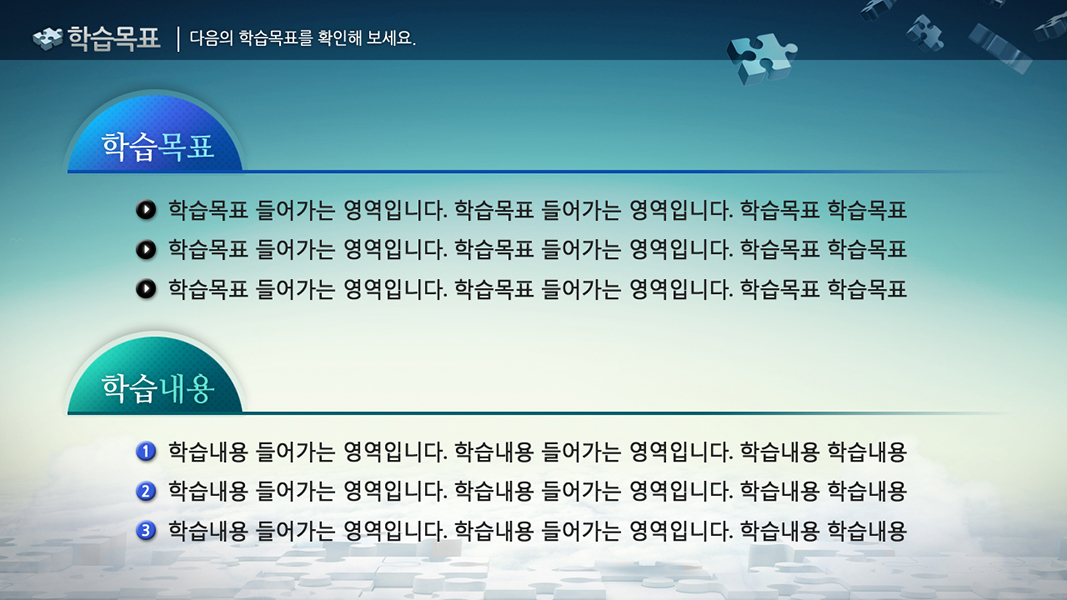 학습목표 | 다음의 학습목표를 확인해 보세요.
학습목표
학습목표 들어가는 영역입니다. 학습목표 들어가는 영역입니다. 학습목표 학습목표
학습목표 들어가는 영역입니다. 학습목표 들어가는 영역입니다. 학습목표 학습목표
학습목표 들어가는 영역입니다. 학습목표 들어가는 영역입니다. 학습목표 학습목표
학습내용
1 학습내용 들어가는 영역입니다. 학습내용 들어가는 영역입니다. 학습내용 학습내용
2 학습내용 들어가는 영역입니다. 학습내용 들어가는 영역입니다. 학습내용 학습내용
3 학습내용 들어가는 영역입니다. 학습내용 들어가는 영역입니다. 학습내용 학습내용